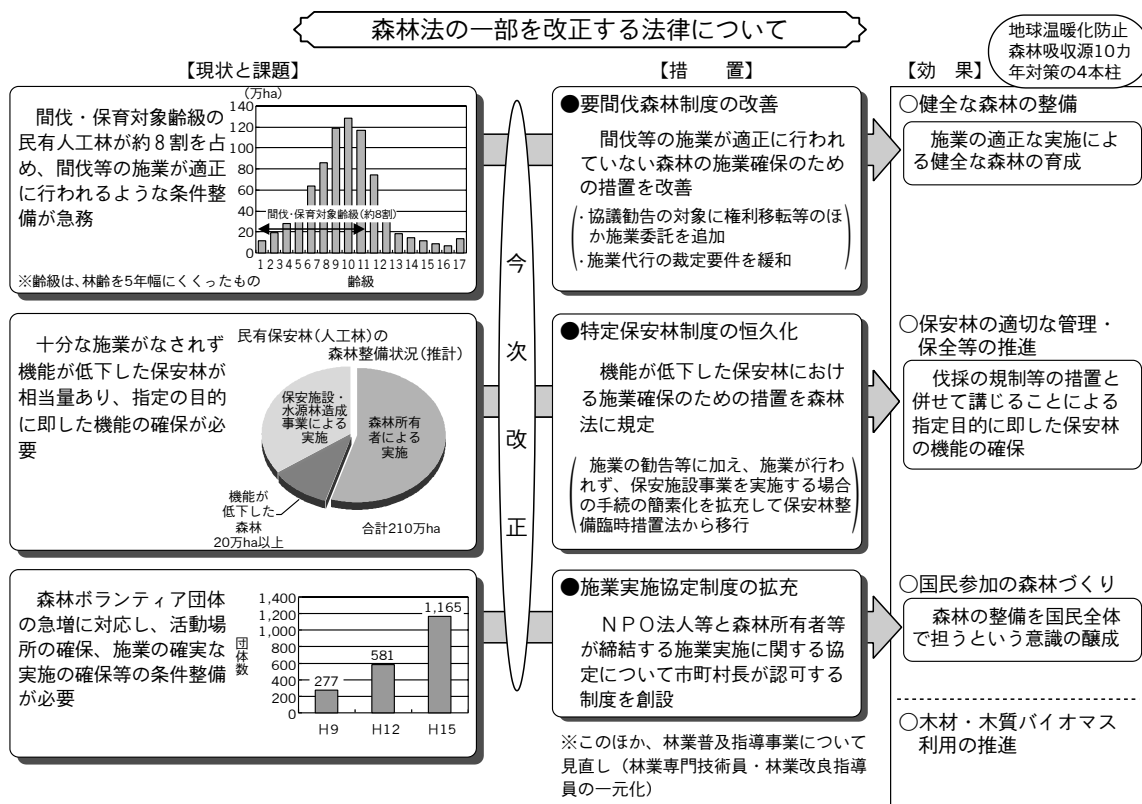 森林法の一部を改正する法律について
地球温暖化防止
森林吸収源10カ
年対策の4本柱
【現状と課題】
【措　置】
【効　果】
間伐・保育対象齢級の
民有人工林が約８割を占
め、間伐等の施業が適正
に行われるような条件整
備が急務
(万ha)
140
120
100
80
60
40
20
0
間伐・保育対象齢級(約8割)
1 2 3 4 5 6 7 8 9 10 11 12 13 14 15 16 17
齢級
※齢級は、林齢を5年幅にくくったもの
十分な施業がなされず
機能が低下した保安林が
相当量あり、指定の目的
に即した機能の確保が必
要
民有保安林(人工林)の
森林整備状況(推計)
保安施設・
水源林造成
事業による
実施
森林所有
者による
実施
機能が
低下した
森林
20万ha以上
合計210万ha
森林ボランティア団体
の急増に対応し、活動場
所の確保、施業の確実な
実施の確保等の条件整備
が必要
団体数
1,400
1,200
1,000
800
600
400
200
0
277
581
1,165
H9
H12
H15
今次改正
●要間伐森林制度の改善
間伐等の施業が適正に行われ
ていない森林の施業確保のための
措置を改善
・協議勧告の対象に権利移転等のほ
か施業委託を追加
・施業代行の裁定要件を緩和
●特定保安林制度の恒久化
機能が低下した保安林における
施業確保のための措置を森林
法に規定
施業の勧告等に加え、施業が行わ
れず、保安施設事業を実施する場合
の手続の簡素化を拡充して保安林整
備臨時措置法から移行
●施業実施協定制度の拡充
ＮＰＯ法人等と森林所有者等
が締結する施業実施に関する協
定について市町村長が認可する
制度を創設
※このほか、林業普及指導事業について
見直し（林業専門技術員・林業改良指導
員の一元化）
○健全な森林の整備
施業の適正な実施によ
る健全な森林の育成
○保安林の適切な管理・
保全等の推進
伐採の規制等の措置と
併せて講じることによる
指定目的に即した保安林
の機能の確保
○国民参加の森林づくり
森林の整備を国民全体
で担うという意識の醸成
○木材・木質バイオマス
利用の推進